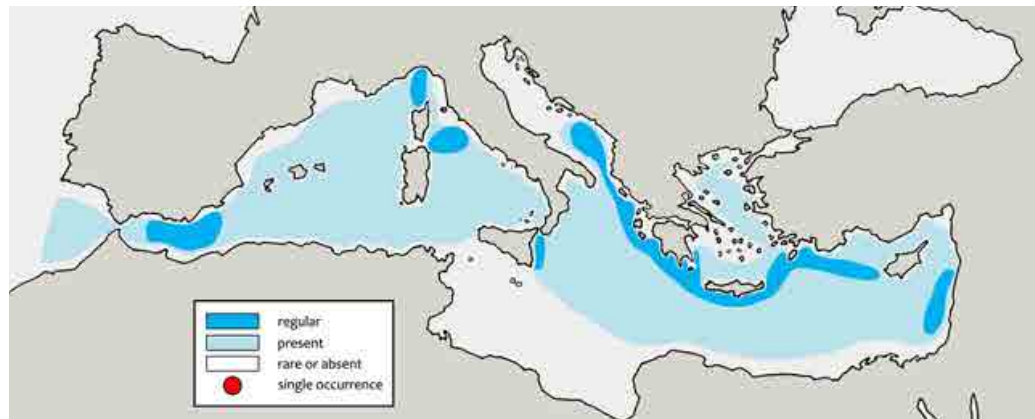 regular
present
rare or absent
single occurrence